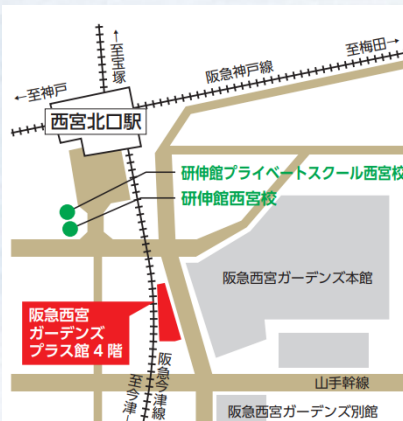 ←至宝塚
至梅田→
阪急神戸線
←至神戸
西宮北口駅
研伸館プライベートスクール西宮校
研伸館西宮校
阪急西宮ガーデンズ本館
阪急西宮
ガーデンズ
プラス館 4 階
阪急今津線
至今津→
山手幹線
阪急西宮ガーデンズ別館